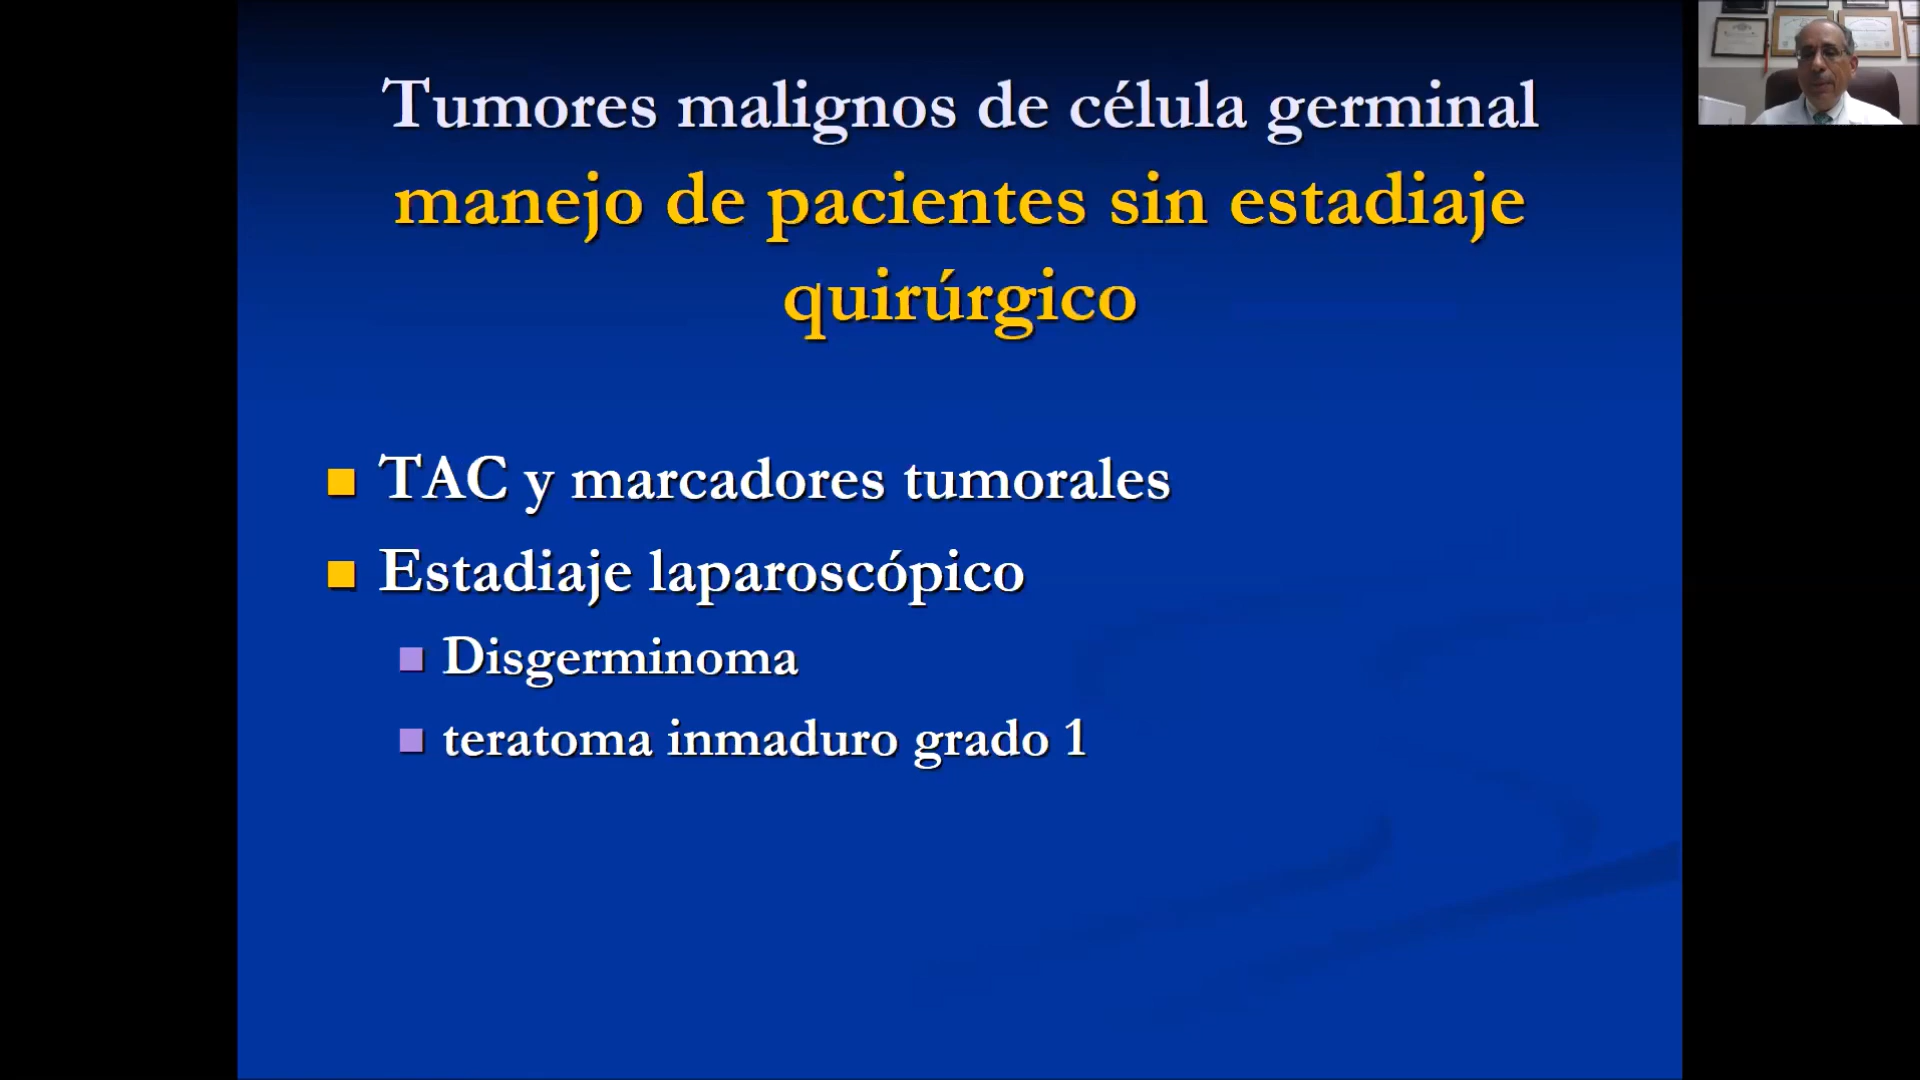 Tumores malignos de célula germinal
manejo de pacientes sin estadiaje
quirúrgico
TAC y marcadores tumorales
Estadiaje laparoscópico
Disgerminoma
teratoma inmaduro grado 1